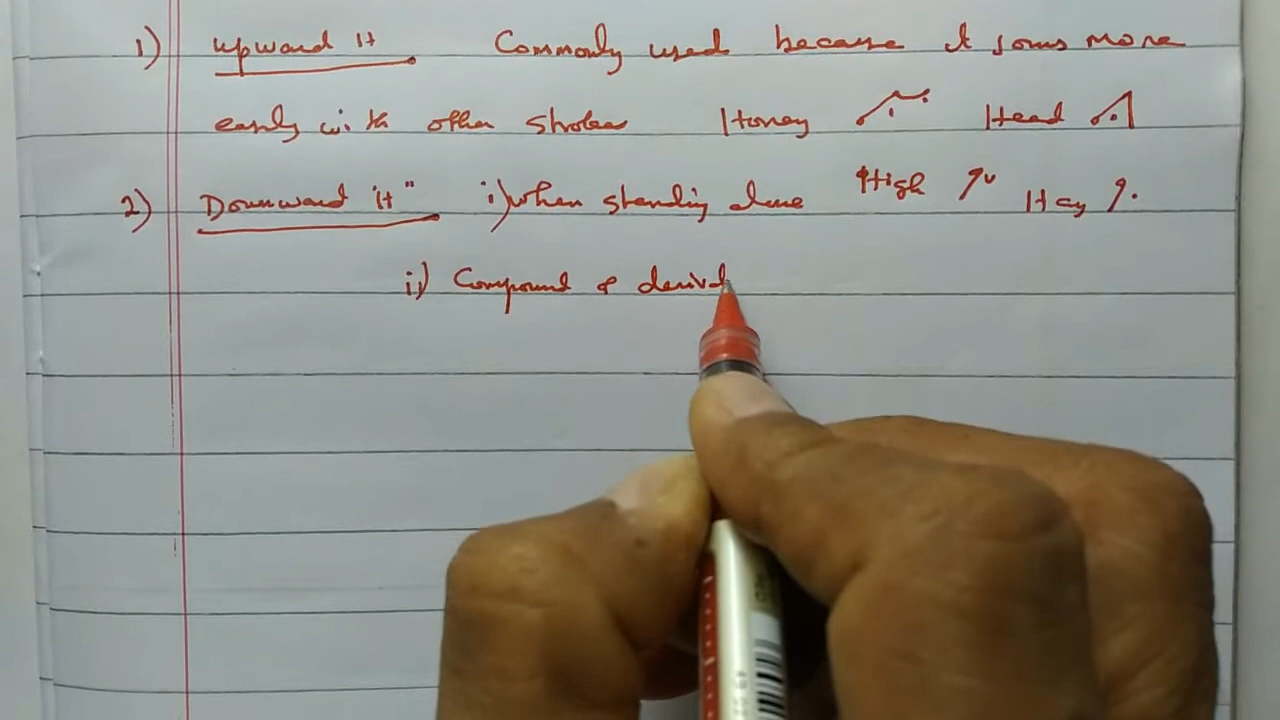 1) Upward H Commonly used because it joins more
easily with other strokes Honey Head
2) Downward "H" i) when standing alone High Hay
ii) Compound & derivat